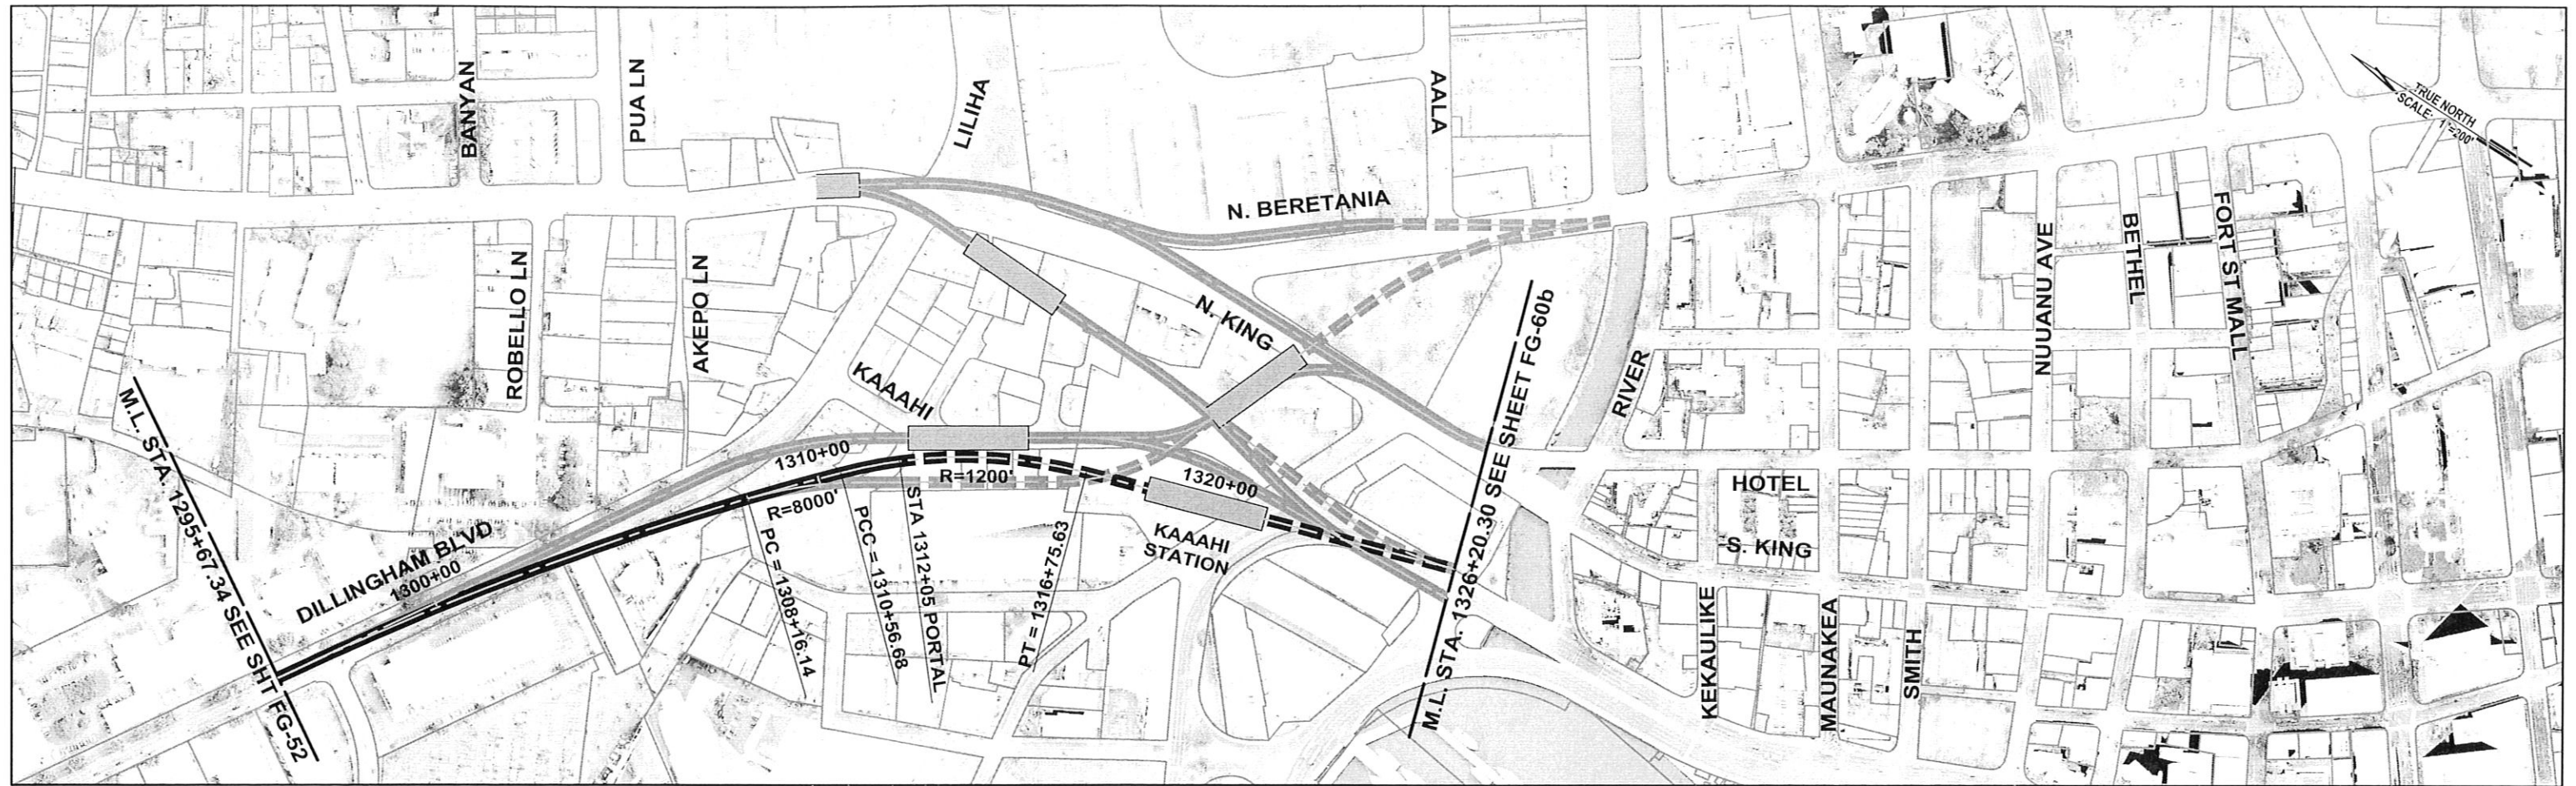 BANYAN
PUA LN
LILIHA
AALA
TRUE NORTH
SCALE: 1"=200'
N. BERETANIA
NUUANU AVE
BETHEL
FORT ST MALL
ROBELLO LN
AKEPO LN
N. KING
KAAAHI
RIVER
M.L. STA. 1295+67.34 SEE SHT FG-52
DILLINGHAM BLVD
1300+00
1310+00
R=8000'
R=1200'
1320+00
PC = 1308+16.14
PCC = 1310+56.68
STA 1312+05 PORTAL
PT = 1316+75.63
KAAAHI
STATION
M.L. STA. 1326+20.30 SEE SHEET FG-60b
HOTEL
S. KING
KEKAULIKE
MAUNAKEA
SMITH